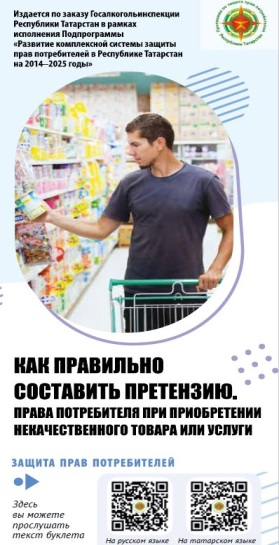 Издается по заказу Госалкогольинспекции
Республики Татарстан в рамках
исполнения Подпрограммы
«Развитие комплексной системы защиты
прав потребителей в Республике Татарстан
на 2014–2025 годы»
КАК ПРАВИЛЬНО
СОСТАВИТЬ ПРЕТЕНЗИЮ.
ПРАВА ПОТРЕБИТЕЛЯ ПРИ ПРИОБРЕТЕНИИ
НЕКАЧЕСТВЕННОГО ТОВАРА ИЛИ УСЛУГИ
ЗАЩИТА ПРАВ ПОТРЕБИТЕЛЕЙ
Здесь
вы можете
прослушать
текст буклета
На русском языке
На татарском языке